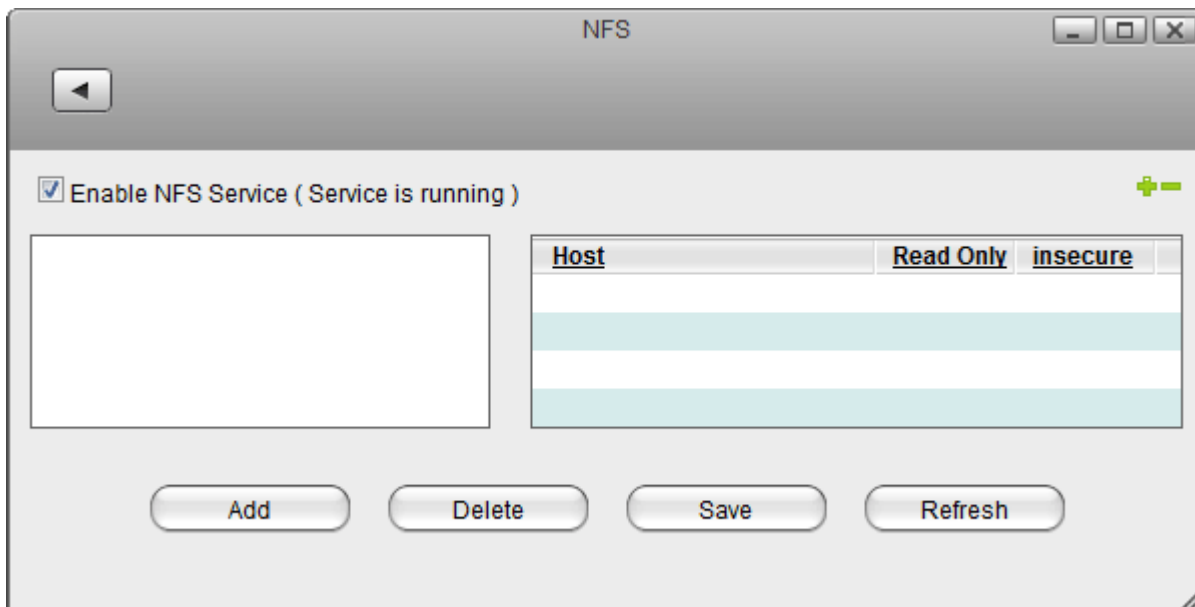 NFS
Enable NFS Service ( Service is running )
Host Read Only insecure
Add Delete Save Refresh